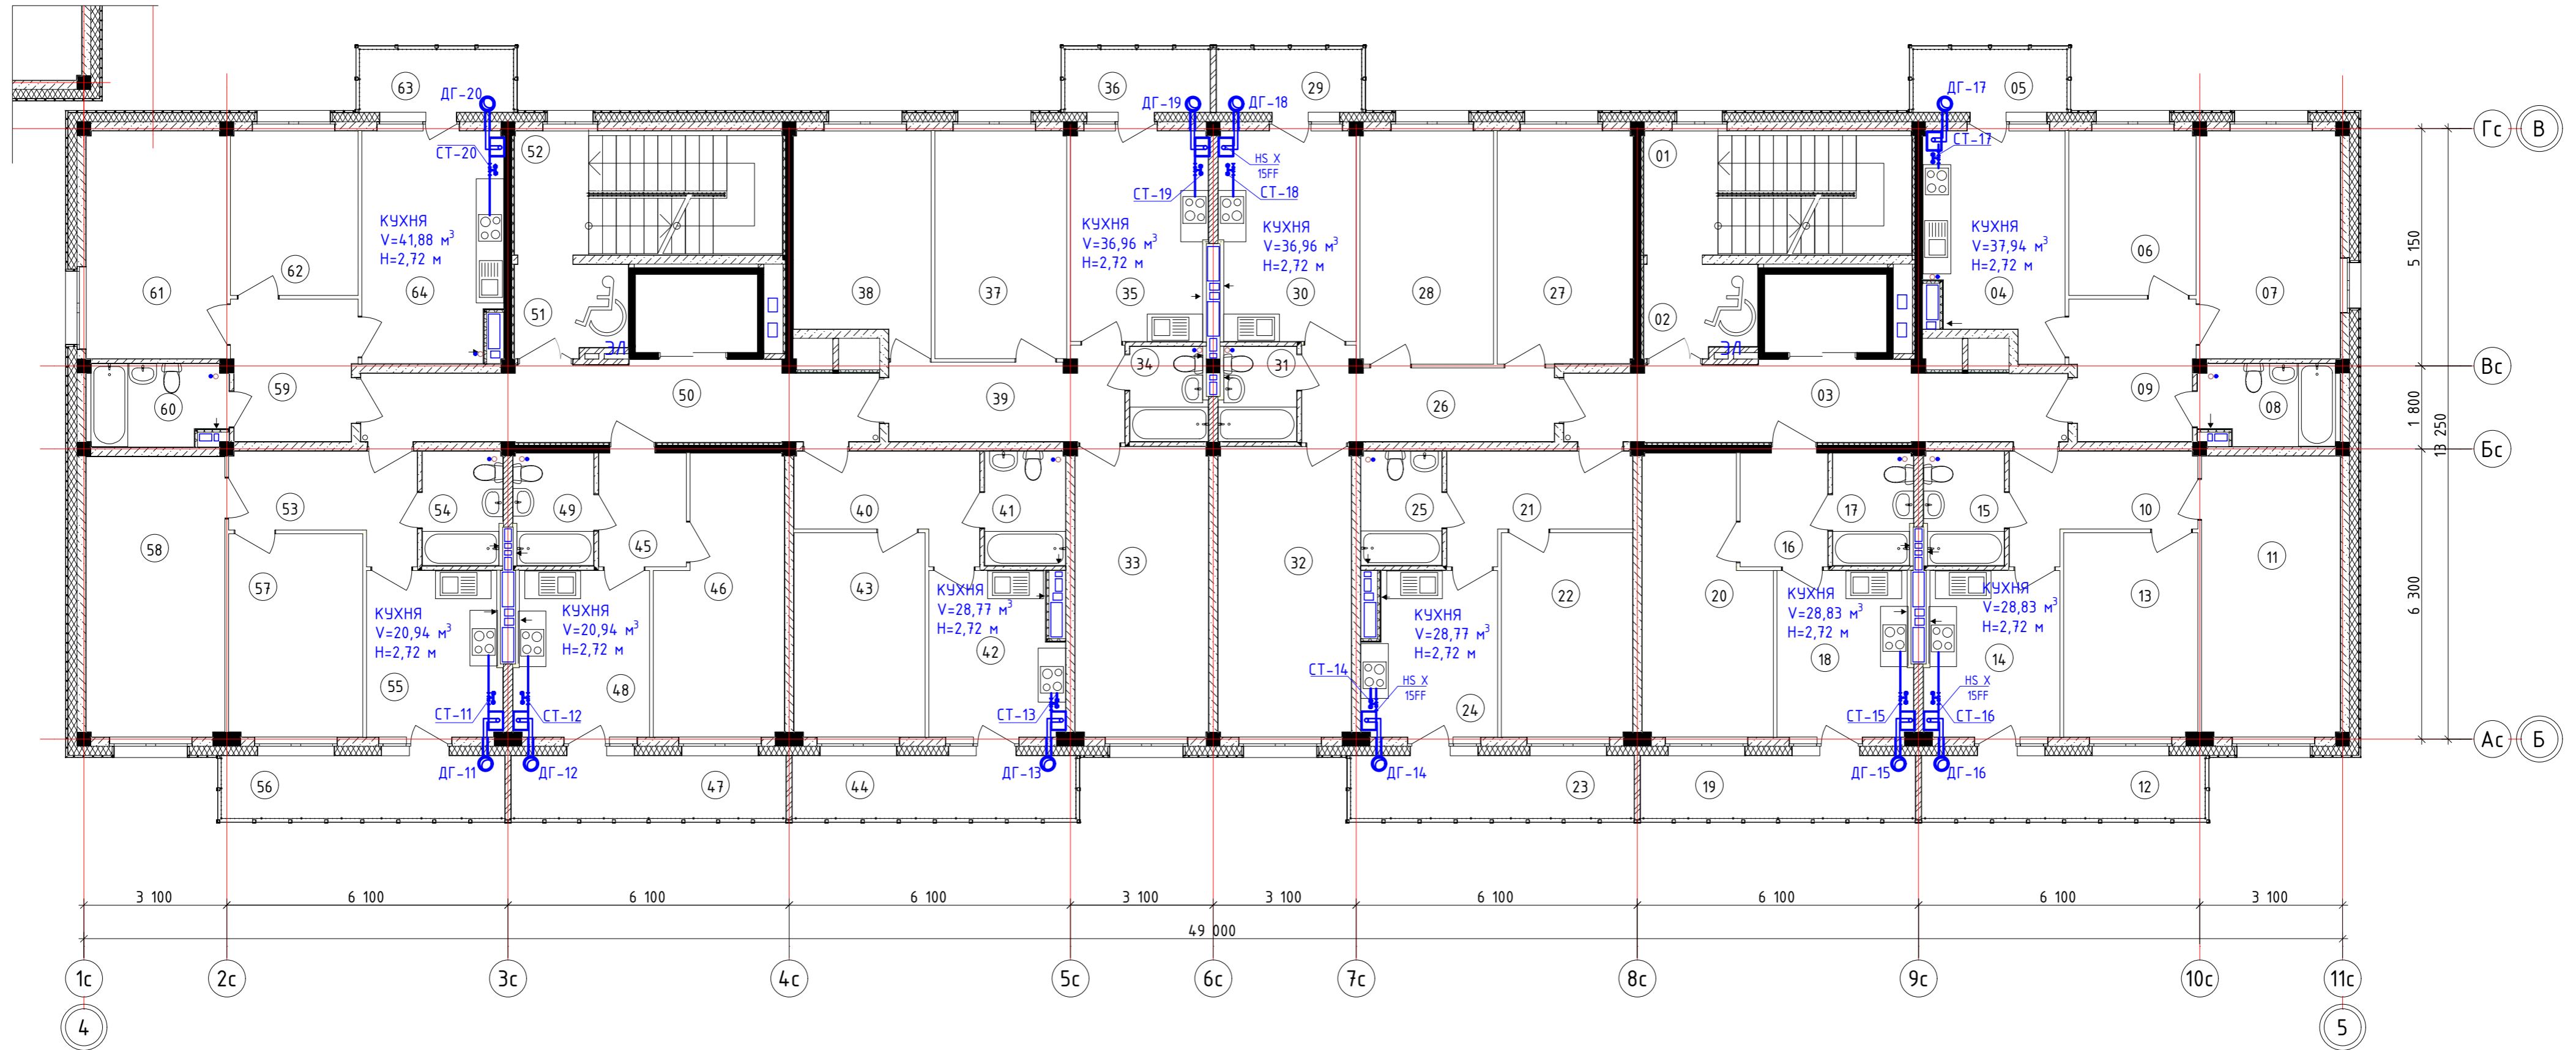 63
36
29
05
ДГ-20
ДГ-19
ДГ-18
ДГ-17
Гс
В
52
01
СТ-20
HS X
15FF
СТ-17
СТ-19
СТ-18
КУХНЯ
V=41,88 м³
H=2,72 м
КУХНЯ
V=36,96 м³
H=2,72 м
КУХНЯ
V=36,96 м³
H=2,72 м
КУХНЯ
V=37,94 м³
H=2,72 м
5 150
62
06
61
64
38
37
35
30
28
27
04
07
51
02
ЭЛ
ЭЛ
34
31
Вс
59
60
50
39
26
03
09
08
1 800
13 250
Бс
53
54
49
40
41
25
21
17
15
10
58
45
33
32
16
11
57
46
43
22
20
13
КУХНЯ
V=20,94 м³
H=2,72 м
КУХНЯ
V=20,94 м³
H=2,72 м
КУХНЯ
V=28,77 м³
H=2,72 м
КУХНЯ
V=28,77 м³
H=2,72 м
КУХНЯ
V=28,83 м³
H=2,72 м
КУХНЯ
V=28,83 м³
H=2,72 м
6 300
42
18
14
55
48
24
СТ-14
HS X
15FF
HS X
15FF
СТ-11
СТ-12
СТ-13
СТ-15
СТ-16
Ас
Б
ДГ-11
ДГ-12
ДГ-13
ДГ-14
ДГ-15
ДГ-16
56
47
44
23
19
12
3 100
6 100
6 100
6 100
3 100
3 100
6 100
6 100
6 100
3 100
49 000
1с
2с
3с
4с
5с
6с
7с
8с
9с
10с
11с
4
5